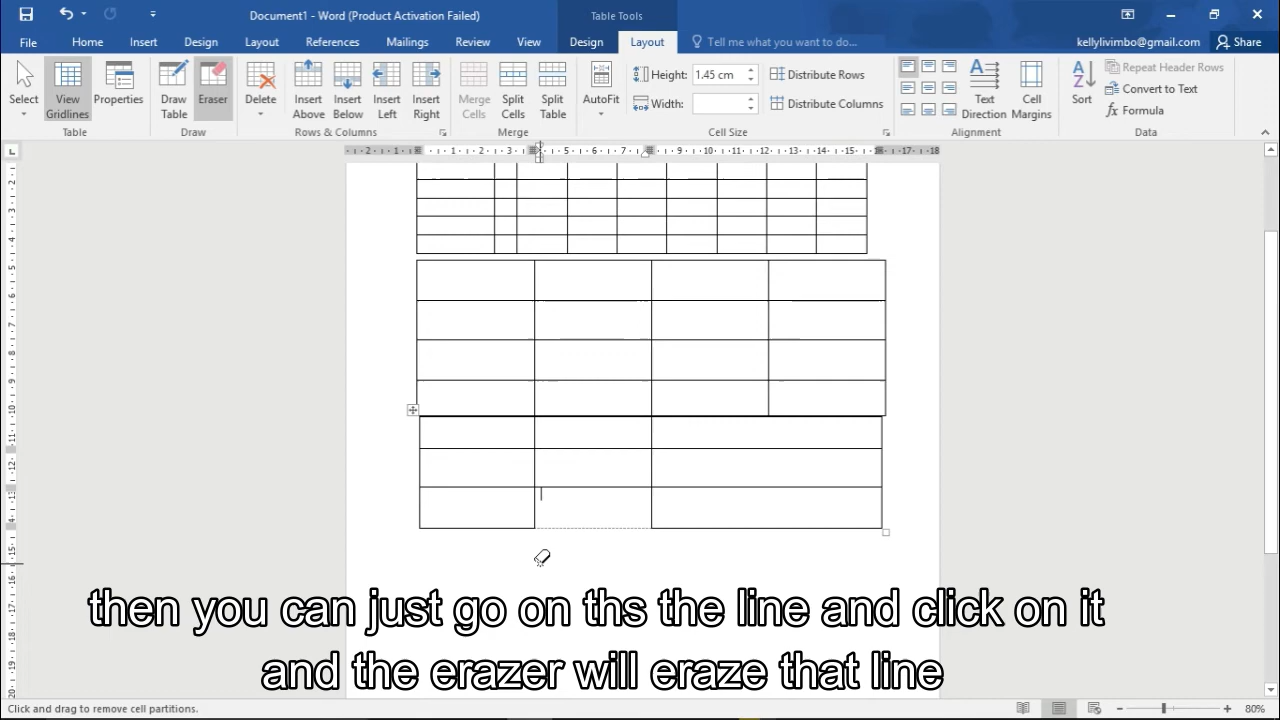 Document1 - Word (Product Activation Failed)
Table Tools
File
Home
Insert
Design
Layout
References
Mailings
Review
View
Design
Layout
Tell me what you want to do...
kellylivimbo@gmail.com
Share
Select
View Gridlines
Properties
Table
Draw Table
Eraser
Draw
Delete
Insert Above
Insert Below
Insert Left
Insert Right
Rows & Columns
Merge Cells
Split Cells
Split Table
Merge
AutoFit
Height:
1.45 cm
Width:
Distribute Rows
Distribute Columns
Cell Size
Text Direction
Cell Margins
Alignment
Sort
Repeat Header Rows
Convert to Text
Formula
Data
then you can just go on ths the line and click on it
and the erazer will eraze that line
Click and drag to remove cell partitions.
80%